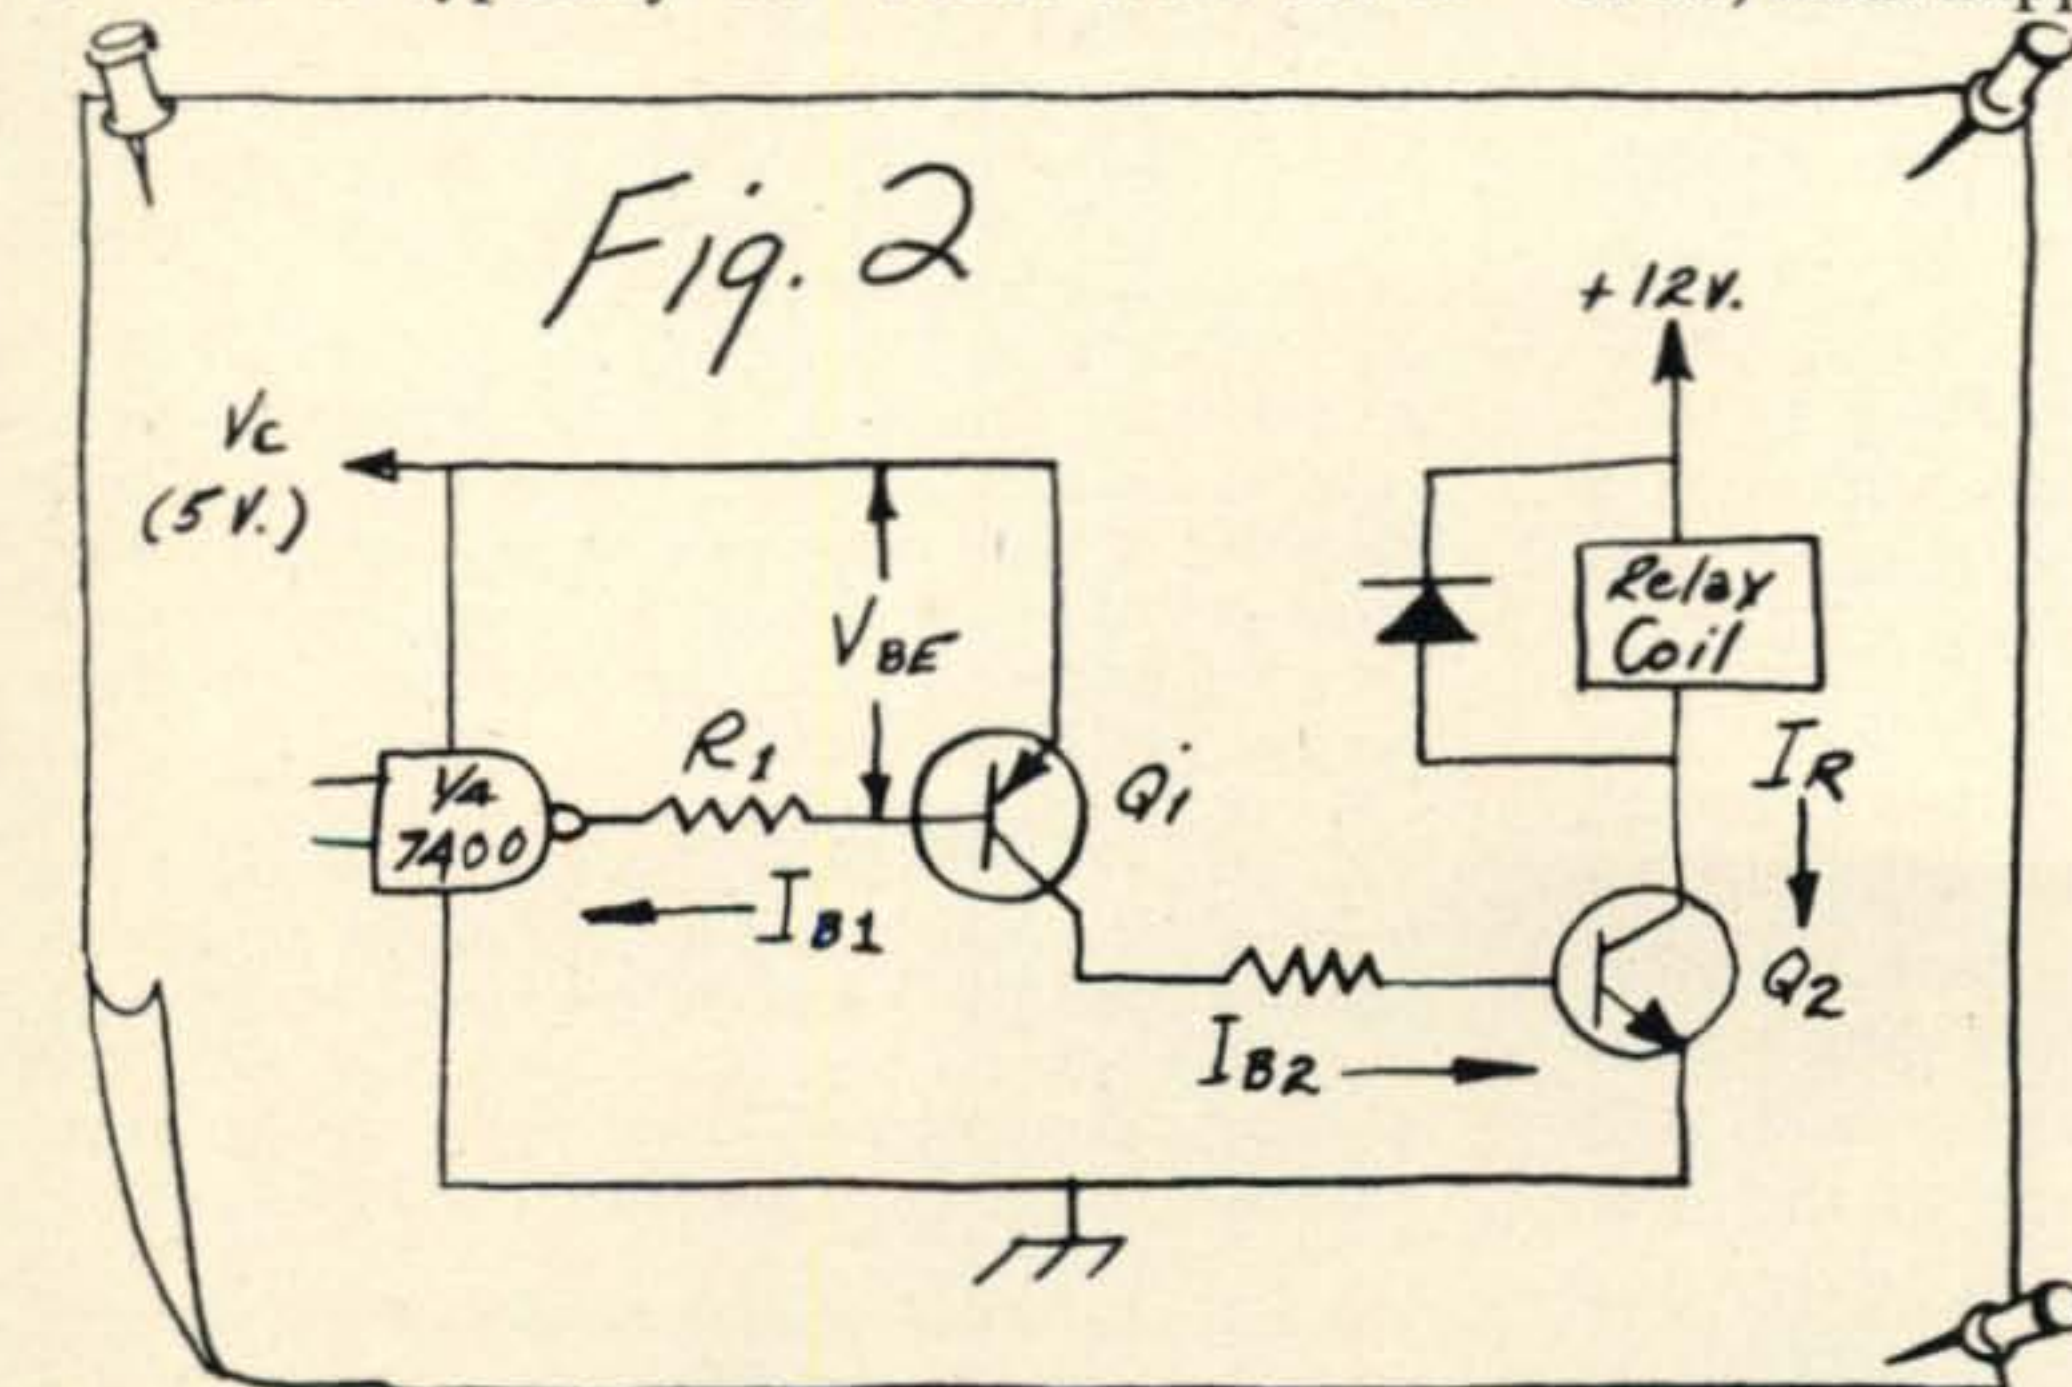 Fig. 2
+12V.
Vc
(5V.)
Relay
Coil
VBE
R1
IR
Q1
1/4
7400
IB1
Q2
IB2